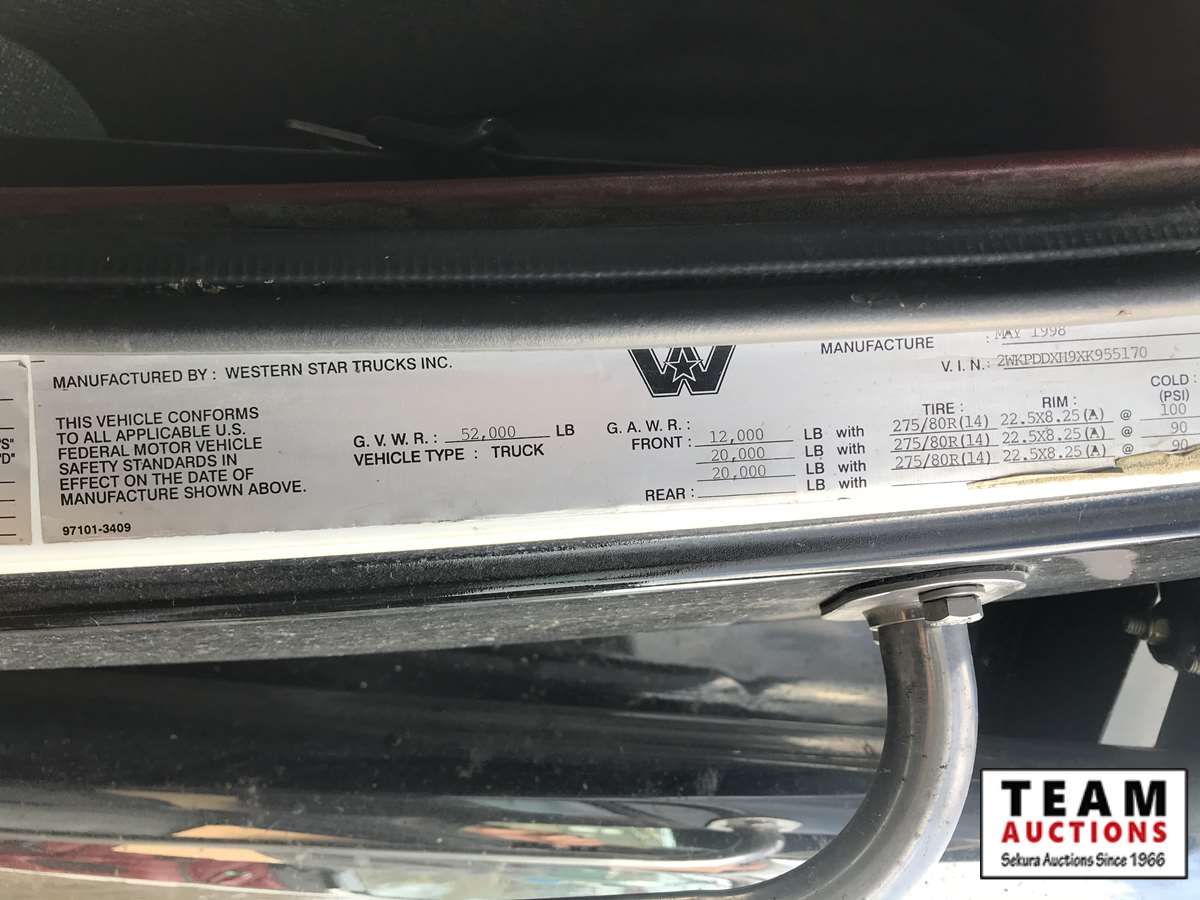 "S"
"D"
MANUFACTURED BY : WESTERN STAR TRUCKS INC.
THIS VEHICLE CONFORMS
TO ALL APPLICABLE U.S.
FEDERAL MOTOR VEHICLE
SAFETY STANDARDS IN
EFFECT ON THE DATE OF
MANUFACTURE SHOWN ABOVE.
97101-3409
G. V. W. R. : 52,000 LB
VEHICLE TYPE : TRUCK
W
MANUFACTURE : MAY 1998
V. I. N. : 2WKPDDXH9XK955170
G. A. W. R. : TIRE : RIM : COLD : (PSI)
FRONT : 12,000 LB with 275/80R(14) 22.5X8.25(A) @ 100
20,000 LB with 275/80R(14) 22.5X8.25(A) @ 90
20,000 LB with 275/80R(14) 22.5X8.25(A) @ 90
REAR : LB with
TEAM
AUCTIONS
Sekura Auctions Since 1966